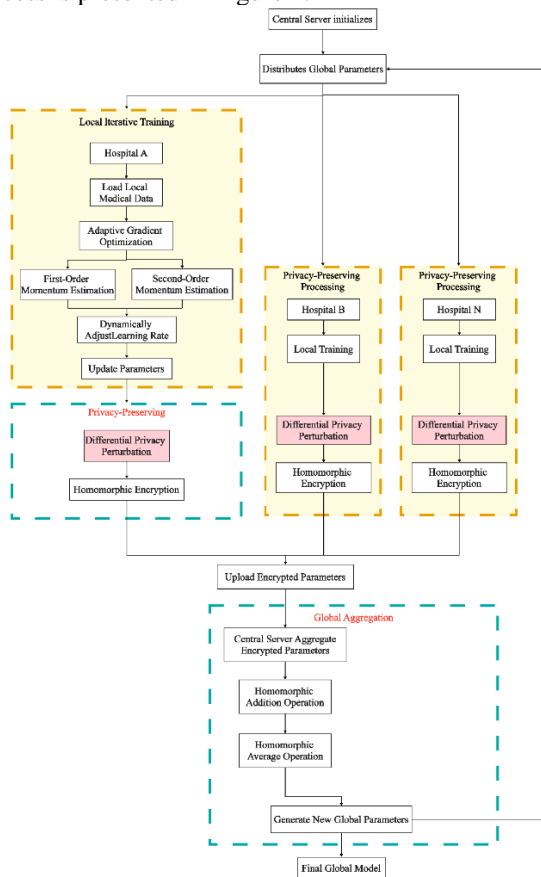 Central Server initializes
Distributes Global Parameters
Local Iterative Training
Hospital A
Load Local
Medical Data
Adaptive Gradient
Optimization
First-Order
Momentum Estimation
Second-Order
Momentum Estimation
Dynamically
AdjustLearning Rate
Update Parameters
Privacy-Preserving
Differential Privacy
Perturbation
Homomorphic Encryption
Privacy-Preserving
Processing
Hospital B
Local Training
Differential Privacy
Perturbation
Homomorphic
Encryption
Privacy-Preserving
Processing
Hospital N
Local Training
Differential Privacy
Perturbation
Homomorphic
Encryption
Upload Encrypted Parameters
Global Aggregation
Central Server Aggregate
Encrypted Parameters
Homomorphic
Addition Operation
Homomorphic
Average Operation
Generate New Global Parameters
Final Global Model